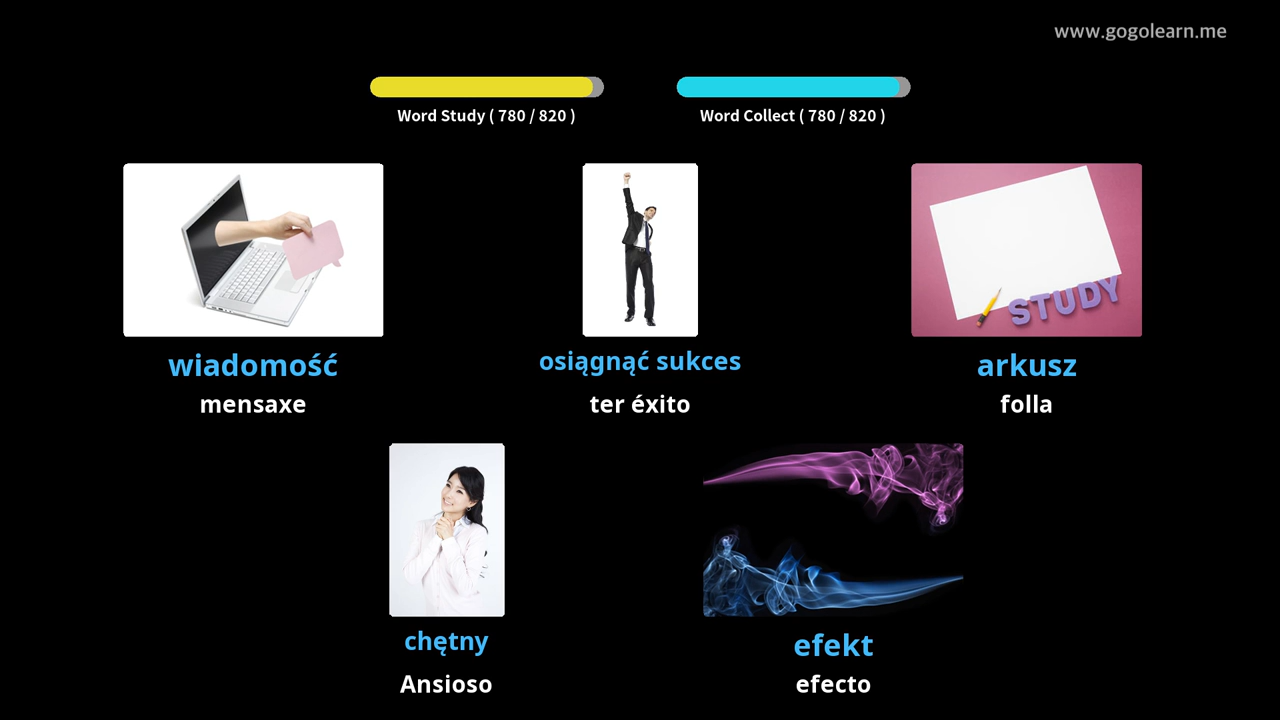 www.gogolearn.me
Word Study ( 780 / 820 )
Word Collect ( 780 / 820 )
STUDY
wiadomość
mensaxe
osiągnąć sukces
ter éxito
arkusz
folla
chętny
Ansioso
efekt
efecto